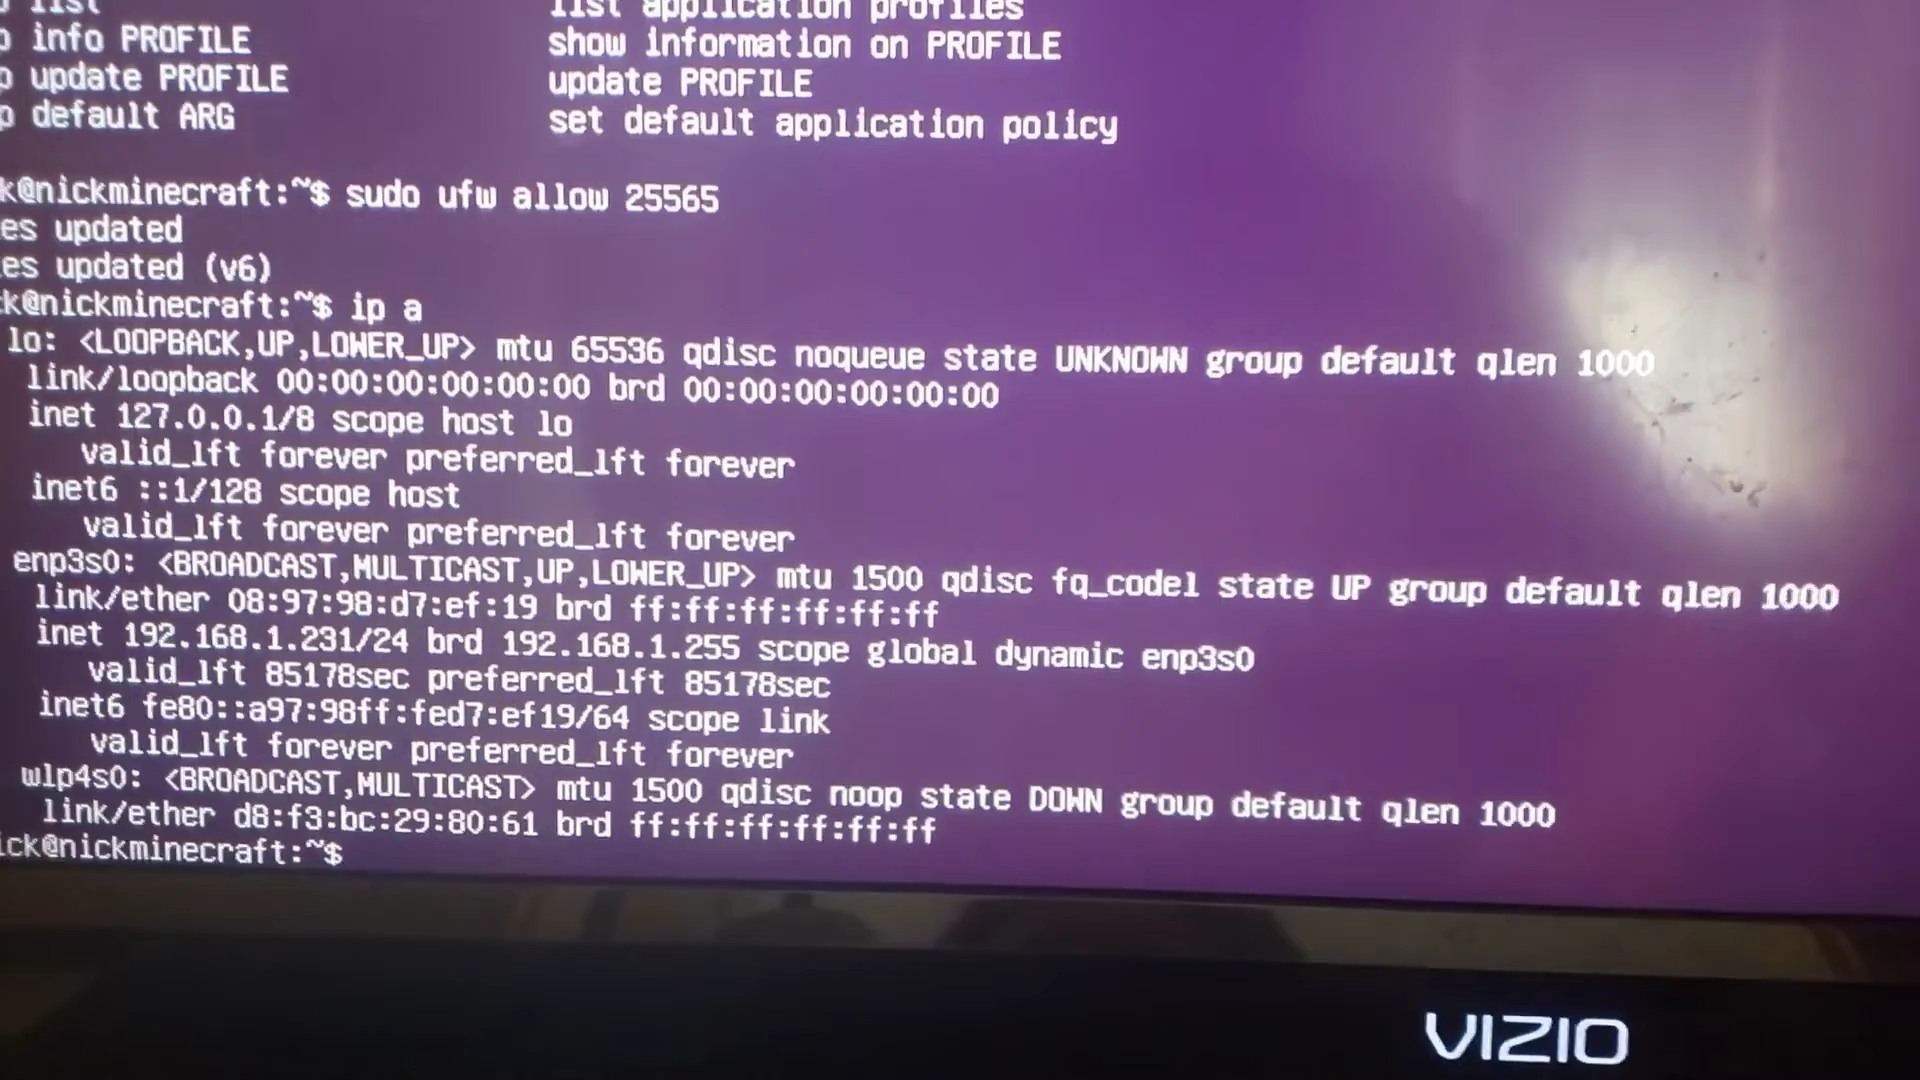 list list application profiles
info PROFILE show information on PROFILE
update PROFILE update PROFILE
default ARG set default application policy
k@nickminecraft:~$ sudo ufw allow 25565
es updated
es updated (v6)
ck@nickminecraft:~$ ip a
lo: <LOOPBACK,UP,LOWER_UP> mtu 65536 qdisc noqueue state UNKNOWN group default qlen 1000
link/loopback 00:00:00:00:00:00 brd 00:00:00:00:00:00
inet 127.0.0.1/8 scope host lo
valid_lft forever preferred_lft forever
inet6 ::1/128 scope host
valid_lft forever preferred_lft forever
enp3s0: <BROADCAST,MULTICAST,UP,LOWER_UP> mtu 1500 qdisc fq_codel state UP group default qlen 1000
link/ether 08:97:98:d7:ef:19 brd ff:ff:ff:ff:ff:ff
inet 192.168.1.231/24 brd 192.168.1.255 scope global dynamic enp3s0
valid_lft 85178sec preferred_lft 85178sec
inet6 fe80::a97:98ff:fed7:ef19/64 scope link
valid_lft forever preferred_lft forever
wlp4s0: <BROADCAST,MULTICAST> mtu 1500 qdisc noop state DOWN group default qlen 1000
link/ether d8:f3:bc:29:80:61 brd ff:ff:ff:ff:ff:ff
ick@nickminecraft:~$
VIZIO